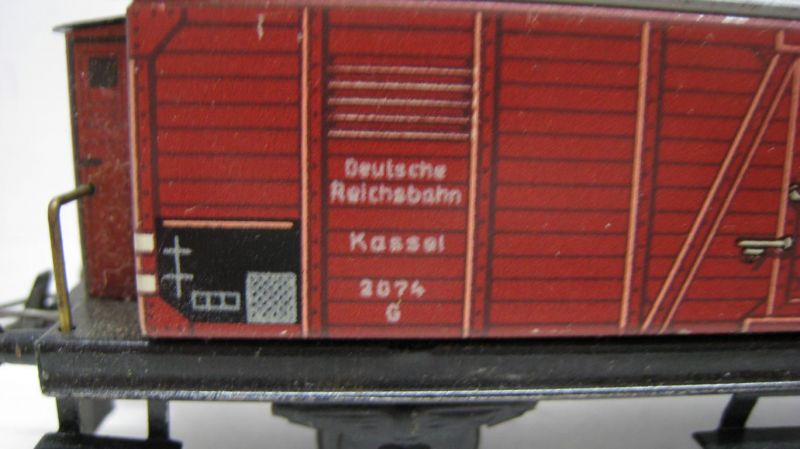 Deutsche
Reichsbahn
Kassel
2074
G